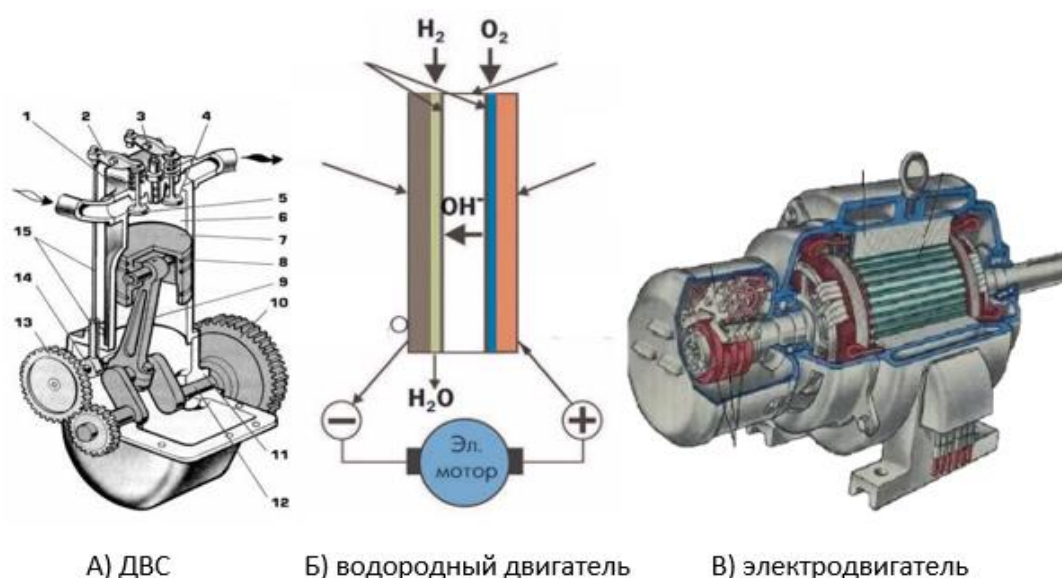 1
2
3
4
5
6
7
8
9
10
11
12
13
14
15
H₂
O₂
OH⁻
H₂O
−
+
Эл.
мотор
А) ДВС
Б) водородный двигатель
В) электродвигатель